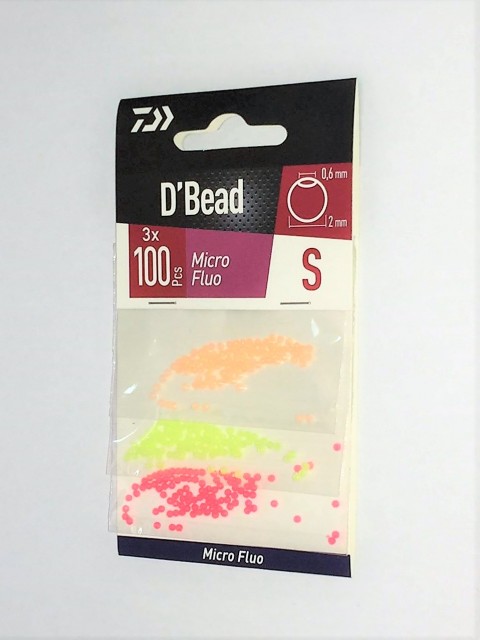 D'Bead
0,6 mm
2 mm
3x
100 Pcs
Micro
Fluo
S
Micro Fluo